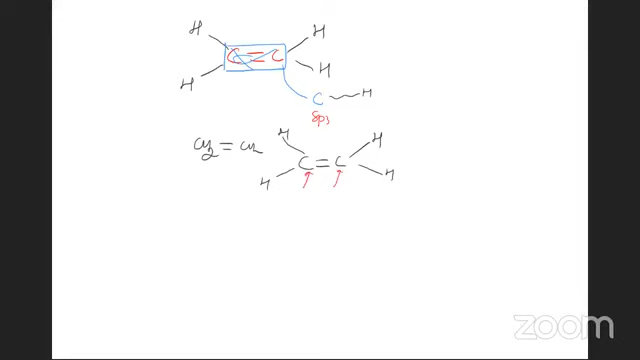 H H
C = C
H H
C H
sp3
CH2 = CH2 H H
C = C
H H
zoom